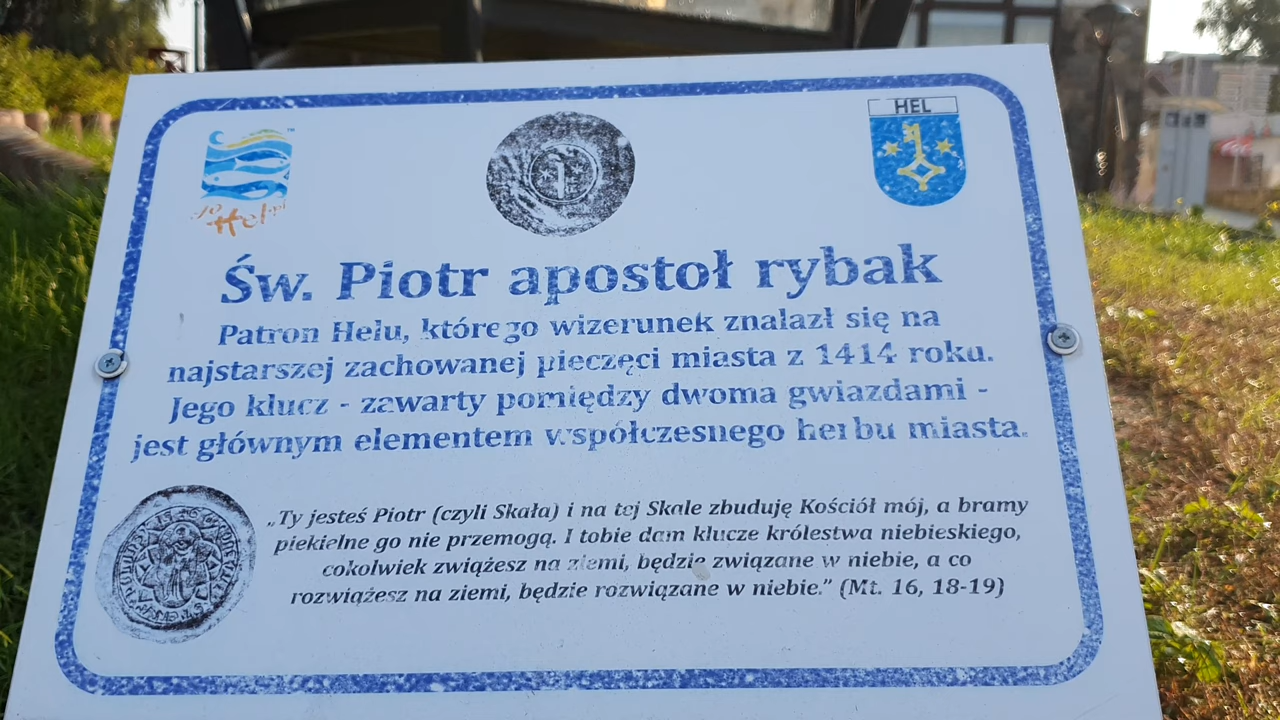 HEL
go Hel.pl
Św. Piotr apostoł rybak
Patron Helu, którego wizerunek znalazł się na
najstarszej zachowanej pieczęci miasta z 1414 roku.
Jego klucz - zawarty pomiędzy dwoma gwiazdami -
jest głównym elementem współczesnego herbu miasta.
„Ty jesteś Piotr (czyli Skała) i na tej Skale zbuduję Kościół mój, a bramy
piekielne go nie przemogą. I tobie dam klucze królestwa niebieskiego,
cokolwiek zwiążesz na ziemi, będzie związane w niebie, a co
rozwiążesz na ziemi, będzie rozwiązane w niebie.” (Mt. 16, 18-19)